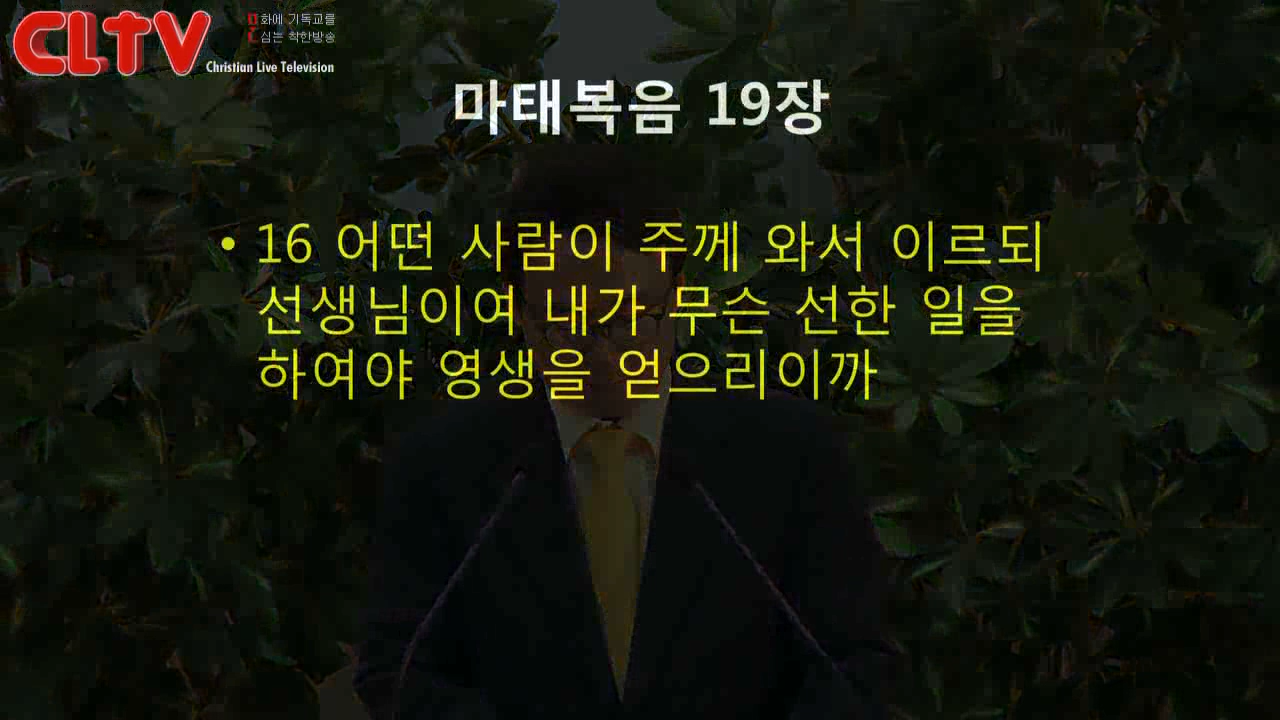 CLTV
문화에 기독교를
심는 착한방송
Christian Live Television
마태복음 19장
• 16 어떤 사람이 주께 와서 이르되
선생님이여 내가 무슨 선한 일을
하여야 영생을 얻으리이까